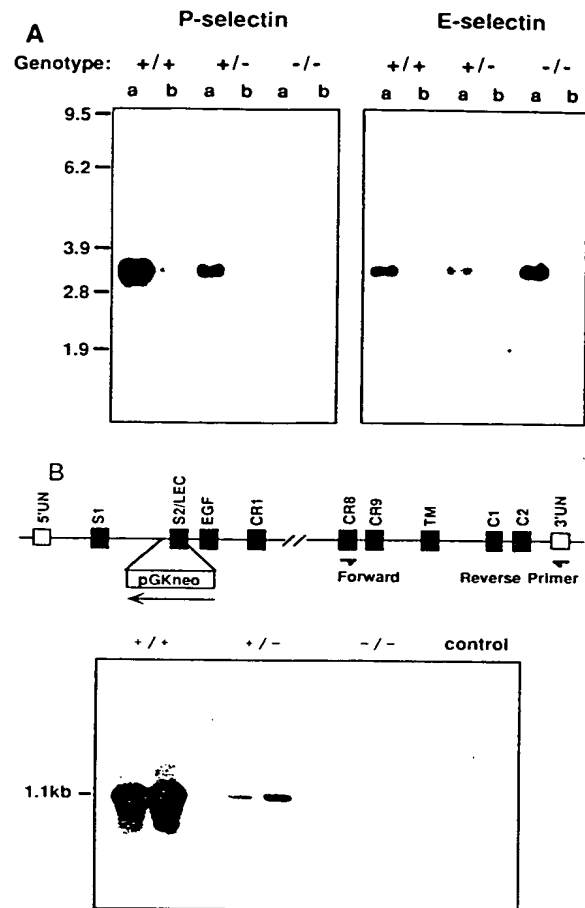 A
P-selectin E-selectin
Genotype: +/+ +/- -/- +/+ +/- -/-
a b a b a b a b a b a b
9.5
6.2
3.9
2.8
1.9
B
5'UN S1 S2/LEC EGF CR1 CR8 CR9 TM C1 C2 3'UN
pGKneo
Forward Reverse Primer
+/+ +/- -/- control
1.1kb